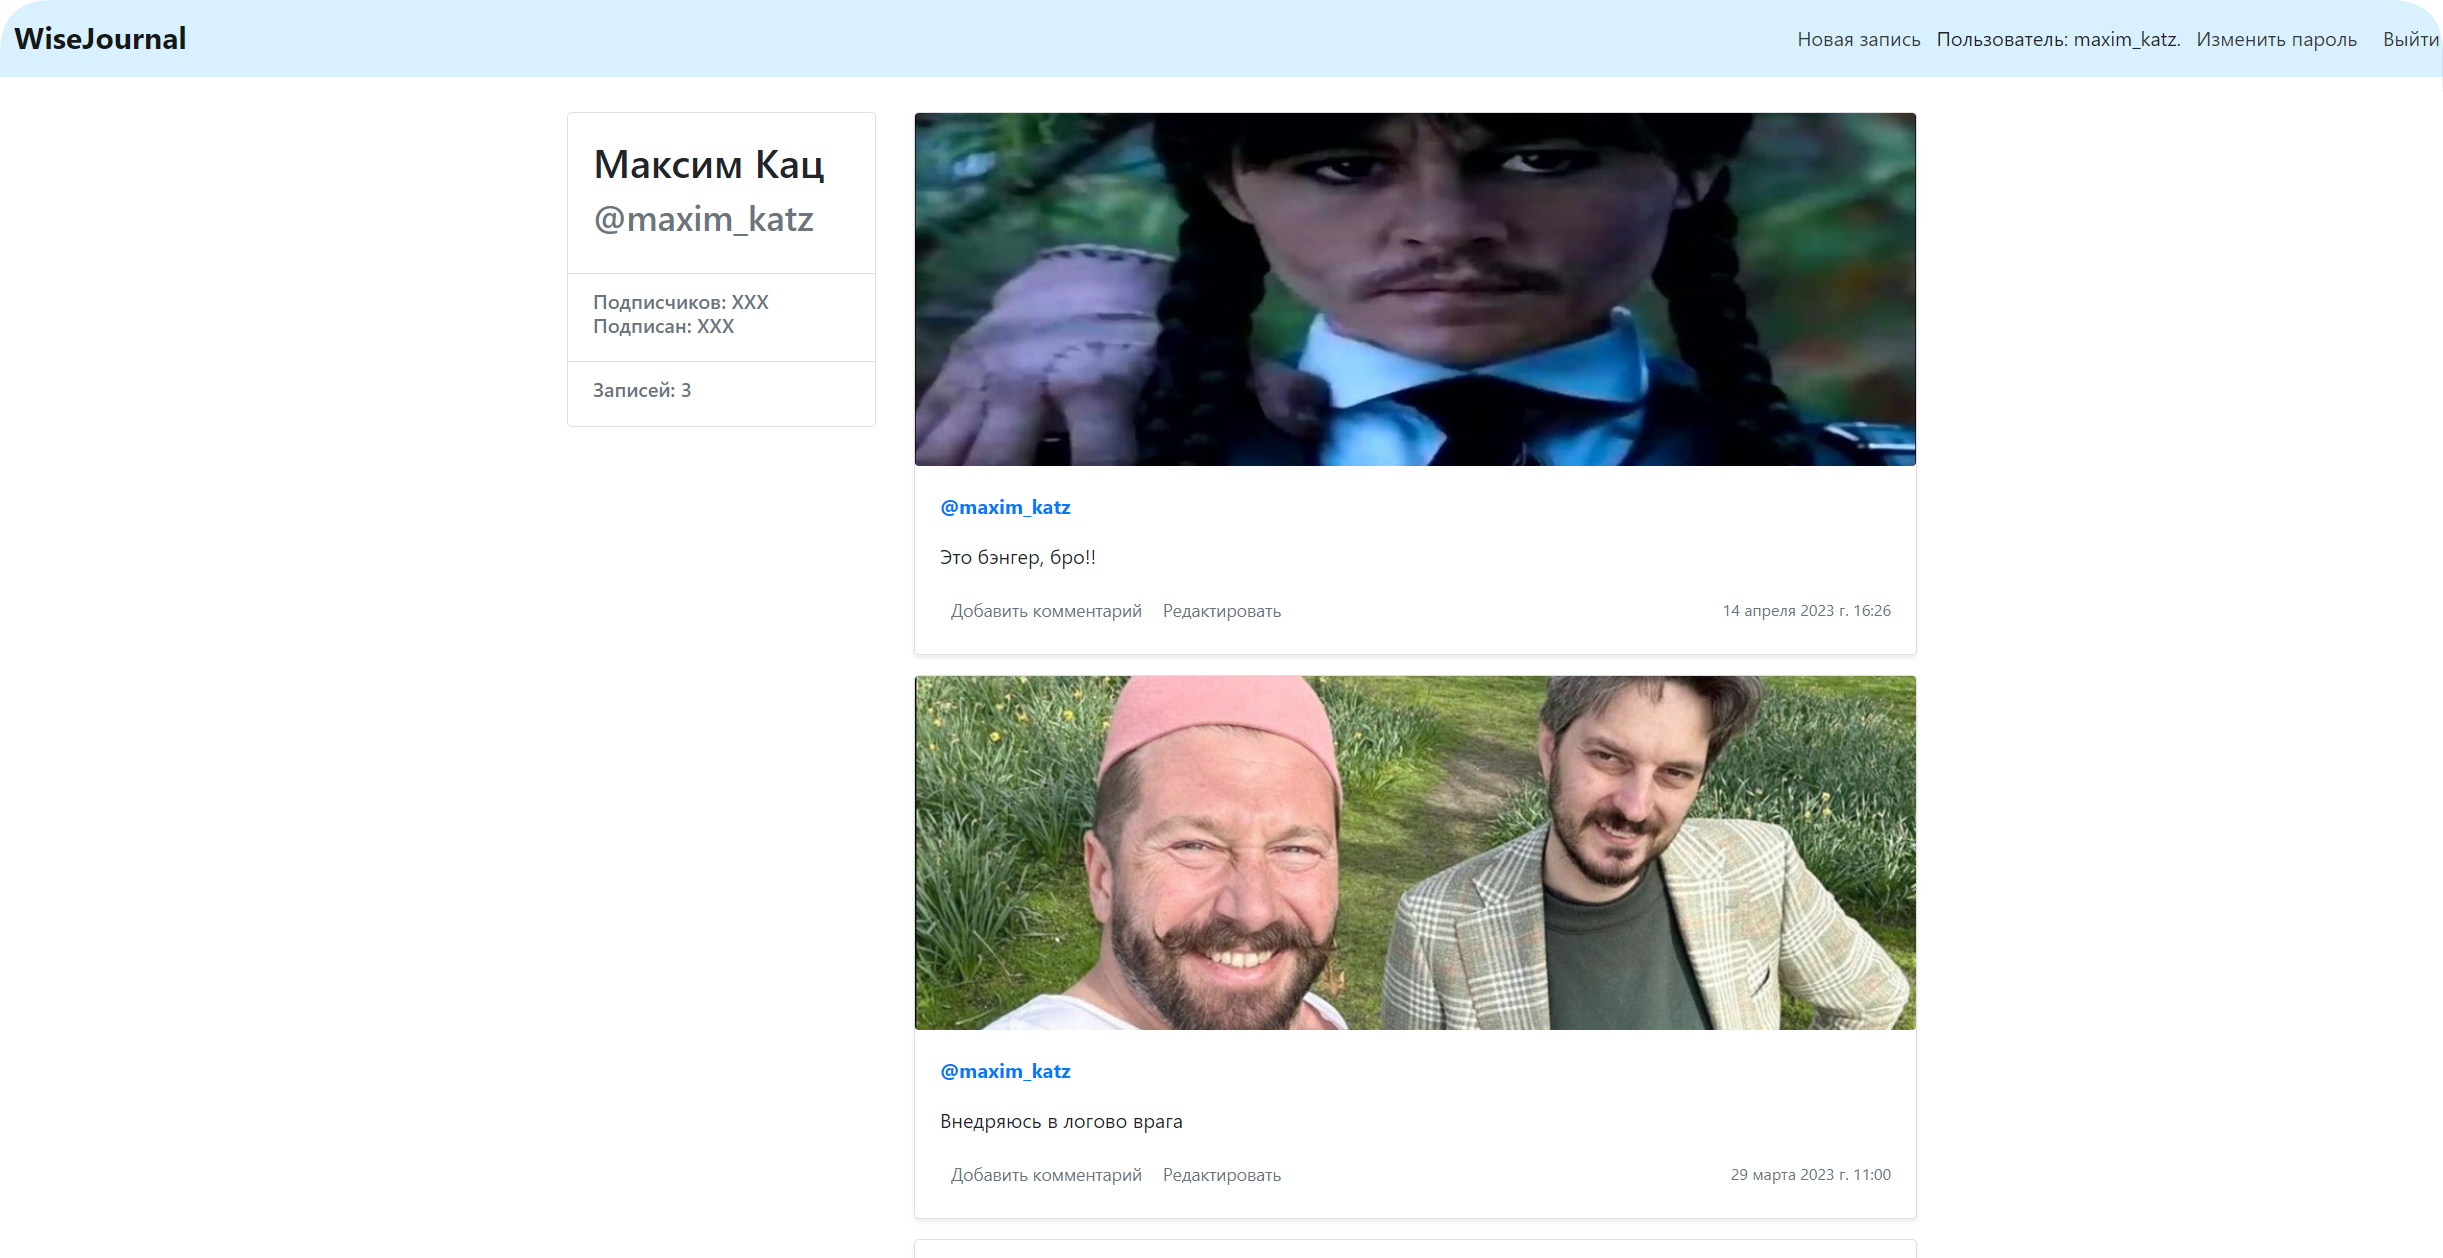 WiseJournal
Новая запись Пользователь: maxim_katz. Изменить пароль Выйти
Максим Кац
@maxim_katz
Подписчиков: XXX
Подписан: XXX
Записей: 3
@maxim_katz
Это бэнгер, бро!!
Добавить комментарий Редактировать 14 апреля 2023 г. 16:26
@maxim_katz
Внедряюсь в логово врага
Добавить комментарий Редактировать 29 марта 2023 г. 11:00